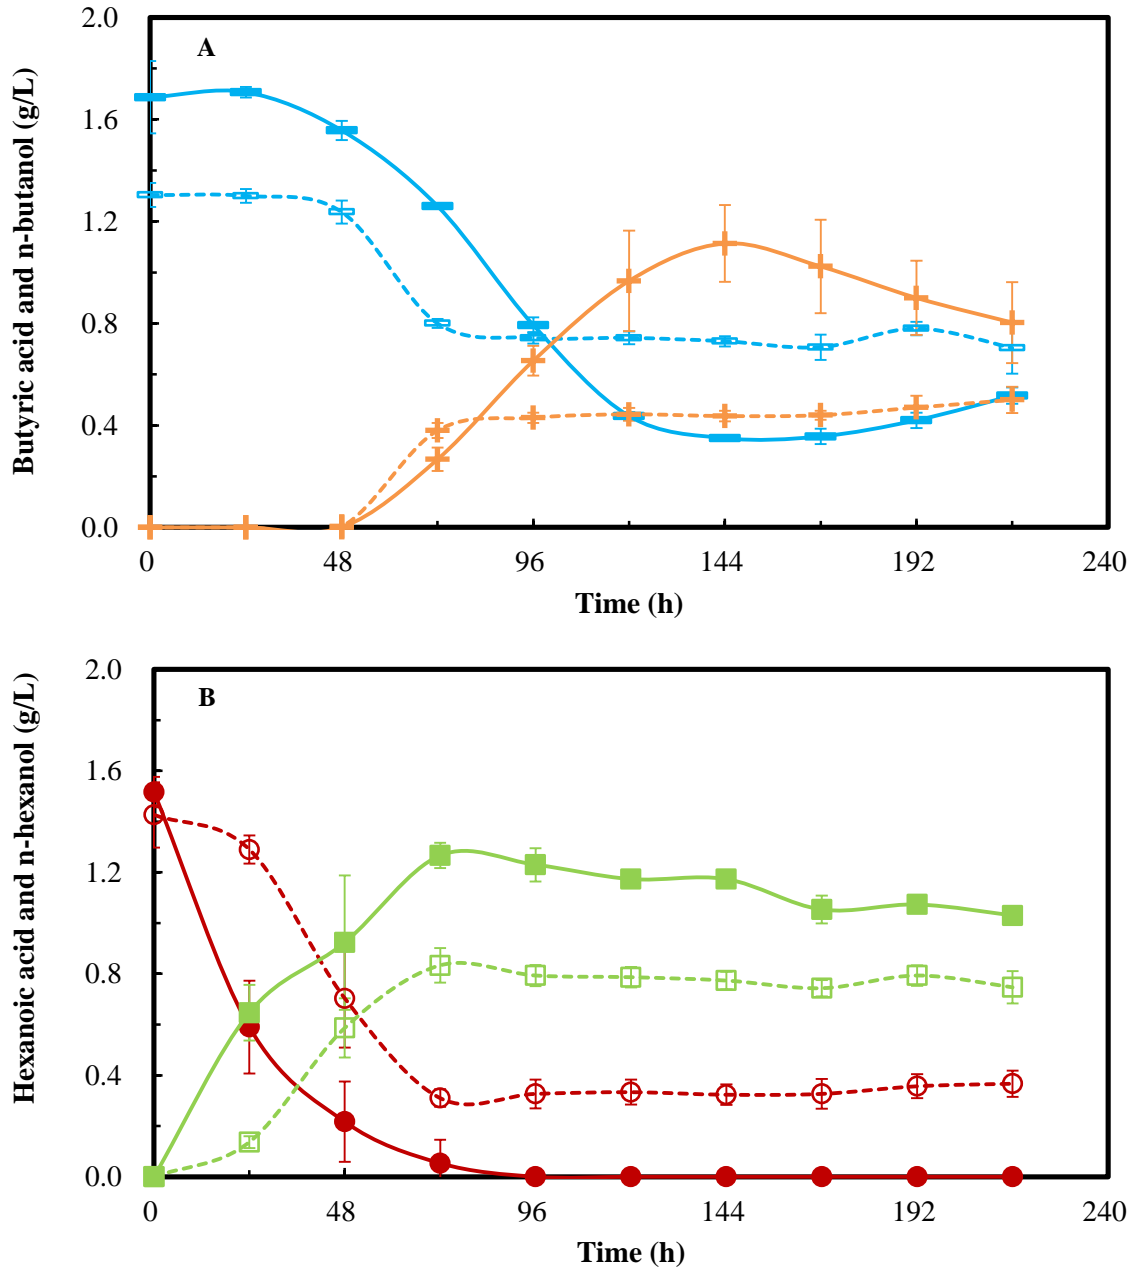 A
Butyric acid and n-butanol (g/L)
2.0
1.6
1.2
0.8
0.4
0.0
0 48 96 144 192 240
Time (h)
B
Hexanoic acid and n-hexanol (g/L)
2.0
1.6
1.2
0.8
0.4
0.0
0 48 96 144 192 240
Time (h)